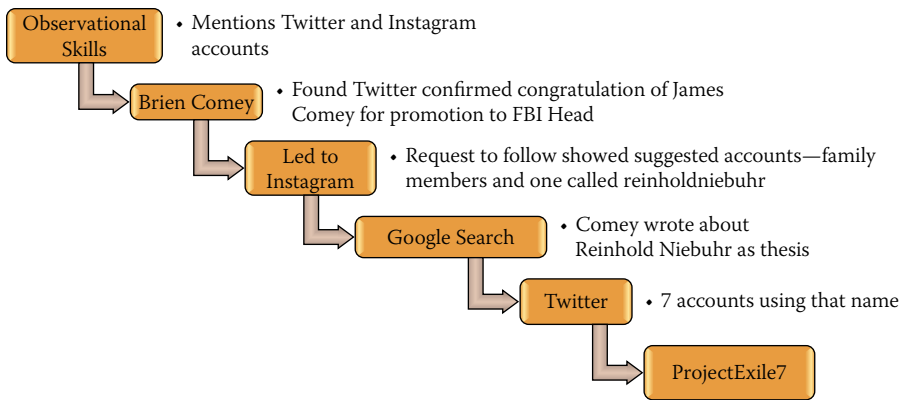 Observational
Skills
• Mentions Twitter and Instagram
accounts
Brien Comey
• Found Twitter confirmed congratulation of James
Comey for promotion to FBI Head
Led to
Instagram
• Request to follow showed suggested accounts—family
members and one called reinholdniebuhr
Google Search
• Comey wrote about
Reinhold Niebuhr as thesis
Twitter
• 7 accounts using that name
ProjectExile7